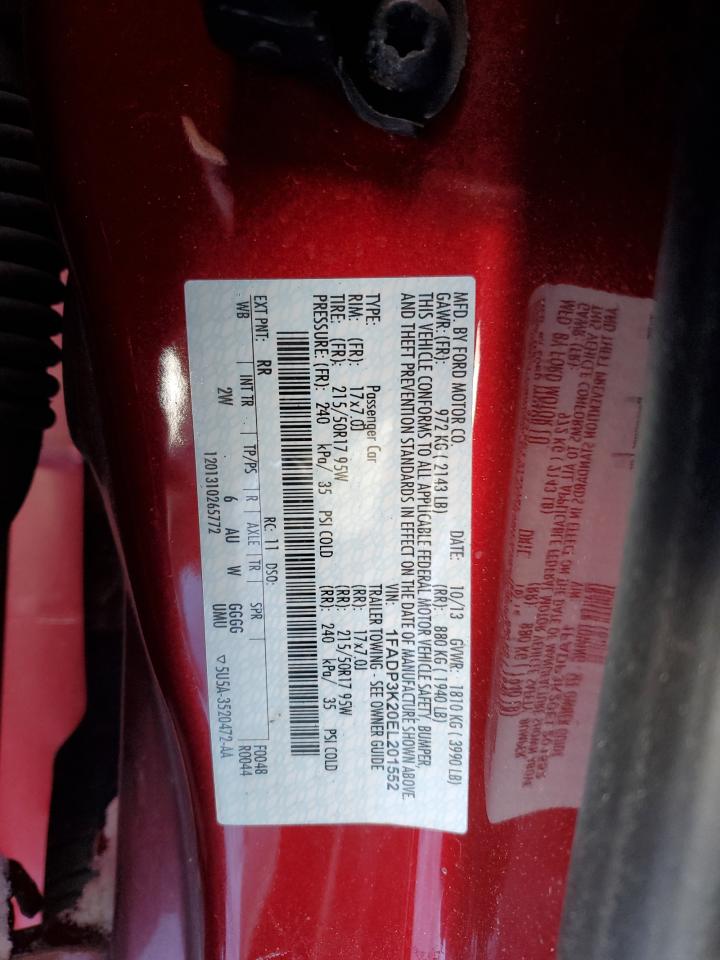 MFD. BY FORD MOTOR CO.
DATE: 10/13 GVWR: 1810 KG ( 3990 LB)
GAWR: (FR): 972 KG ( 2143 LB) (RR): 880 KG ( 1940 LB)
THIS VEHICLE CONFORMS TO ALL APPLICABLE FEDERAL MOTOR VEHICLE SAFETY, BUMPER,
AND THEFT PREVENTION STANDARDS IN EFFECT ON THE DATE OF MANUFACTURE SHOWN ABOVE.
VIN: 1FADP3K20EL201552
TYPE: Passenger Car TRAILER TOWING - SEE OWNER GUIDE
RIM: (FR): 17x7.0J (RR): 17x7.0J
TIRE: (FR): 215/50R17 95W (RR): 215/50R17 95W
PRESSURE: (FR): 240 kPa/ 35 PSI COLD (RR): 240 kPa/ 35 PSI COLD
EXT PNT: RR RC: 11 DSO: F0048
R0044
WB INT TR TP/PS R AXLE TR SPR
2W 6 AU W GGGG
UMU
1201310265772 ▽5U5A-3520472-AA